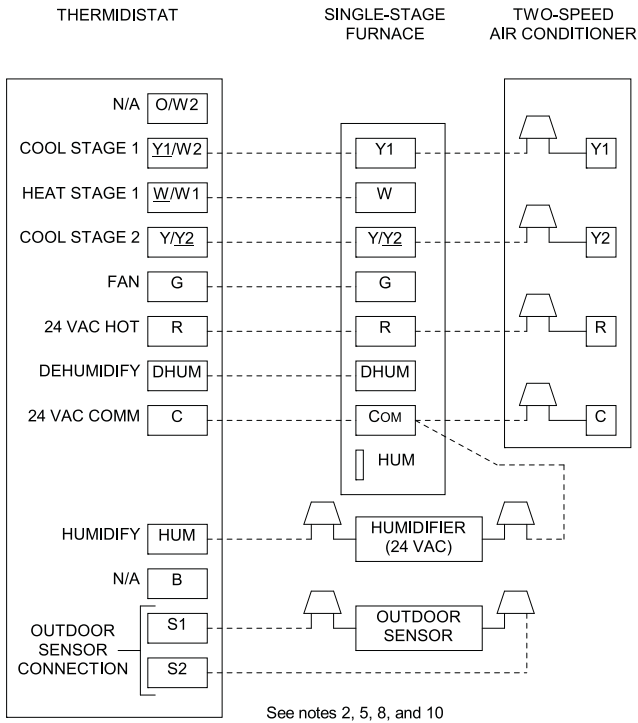 THERMIDISTAT
SINGLE-STAGE
FURNACE
TWO-SPEED
AIR CONDITIONER
N/A O/W2
COOL STAGE 1 Y1/W2 Y1 Y1
HEAT STAGE 1 W/W1 W
COOL STAGE 2 Y/Y2 Y/Y2 Y2
FAN G G
24 VAC HOT R R R
DEHUMIDIFY DHUM DHUM
24 VAC COMM C COM C
HUM
HUMIDIFY HUM HUMIDIFIER
(24 VAC)
N/A B
S1 OUTDOOR
SENSOR
OUTDOOR
SENSOR
CONNECTION
S2
See notes 2, 5, 8, and 10